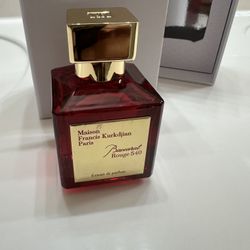 Maison
Francis Kurkdjian
Paris
Baccarat
Rouge 540
Extrait de parfum